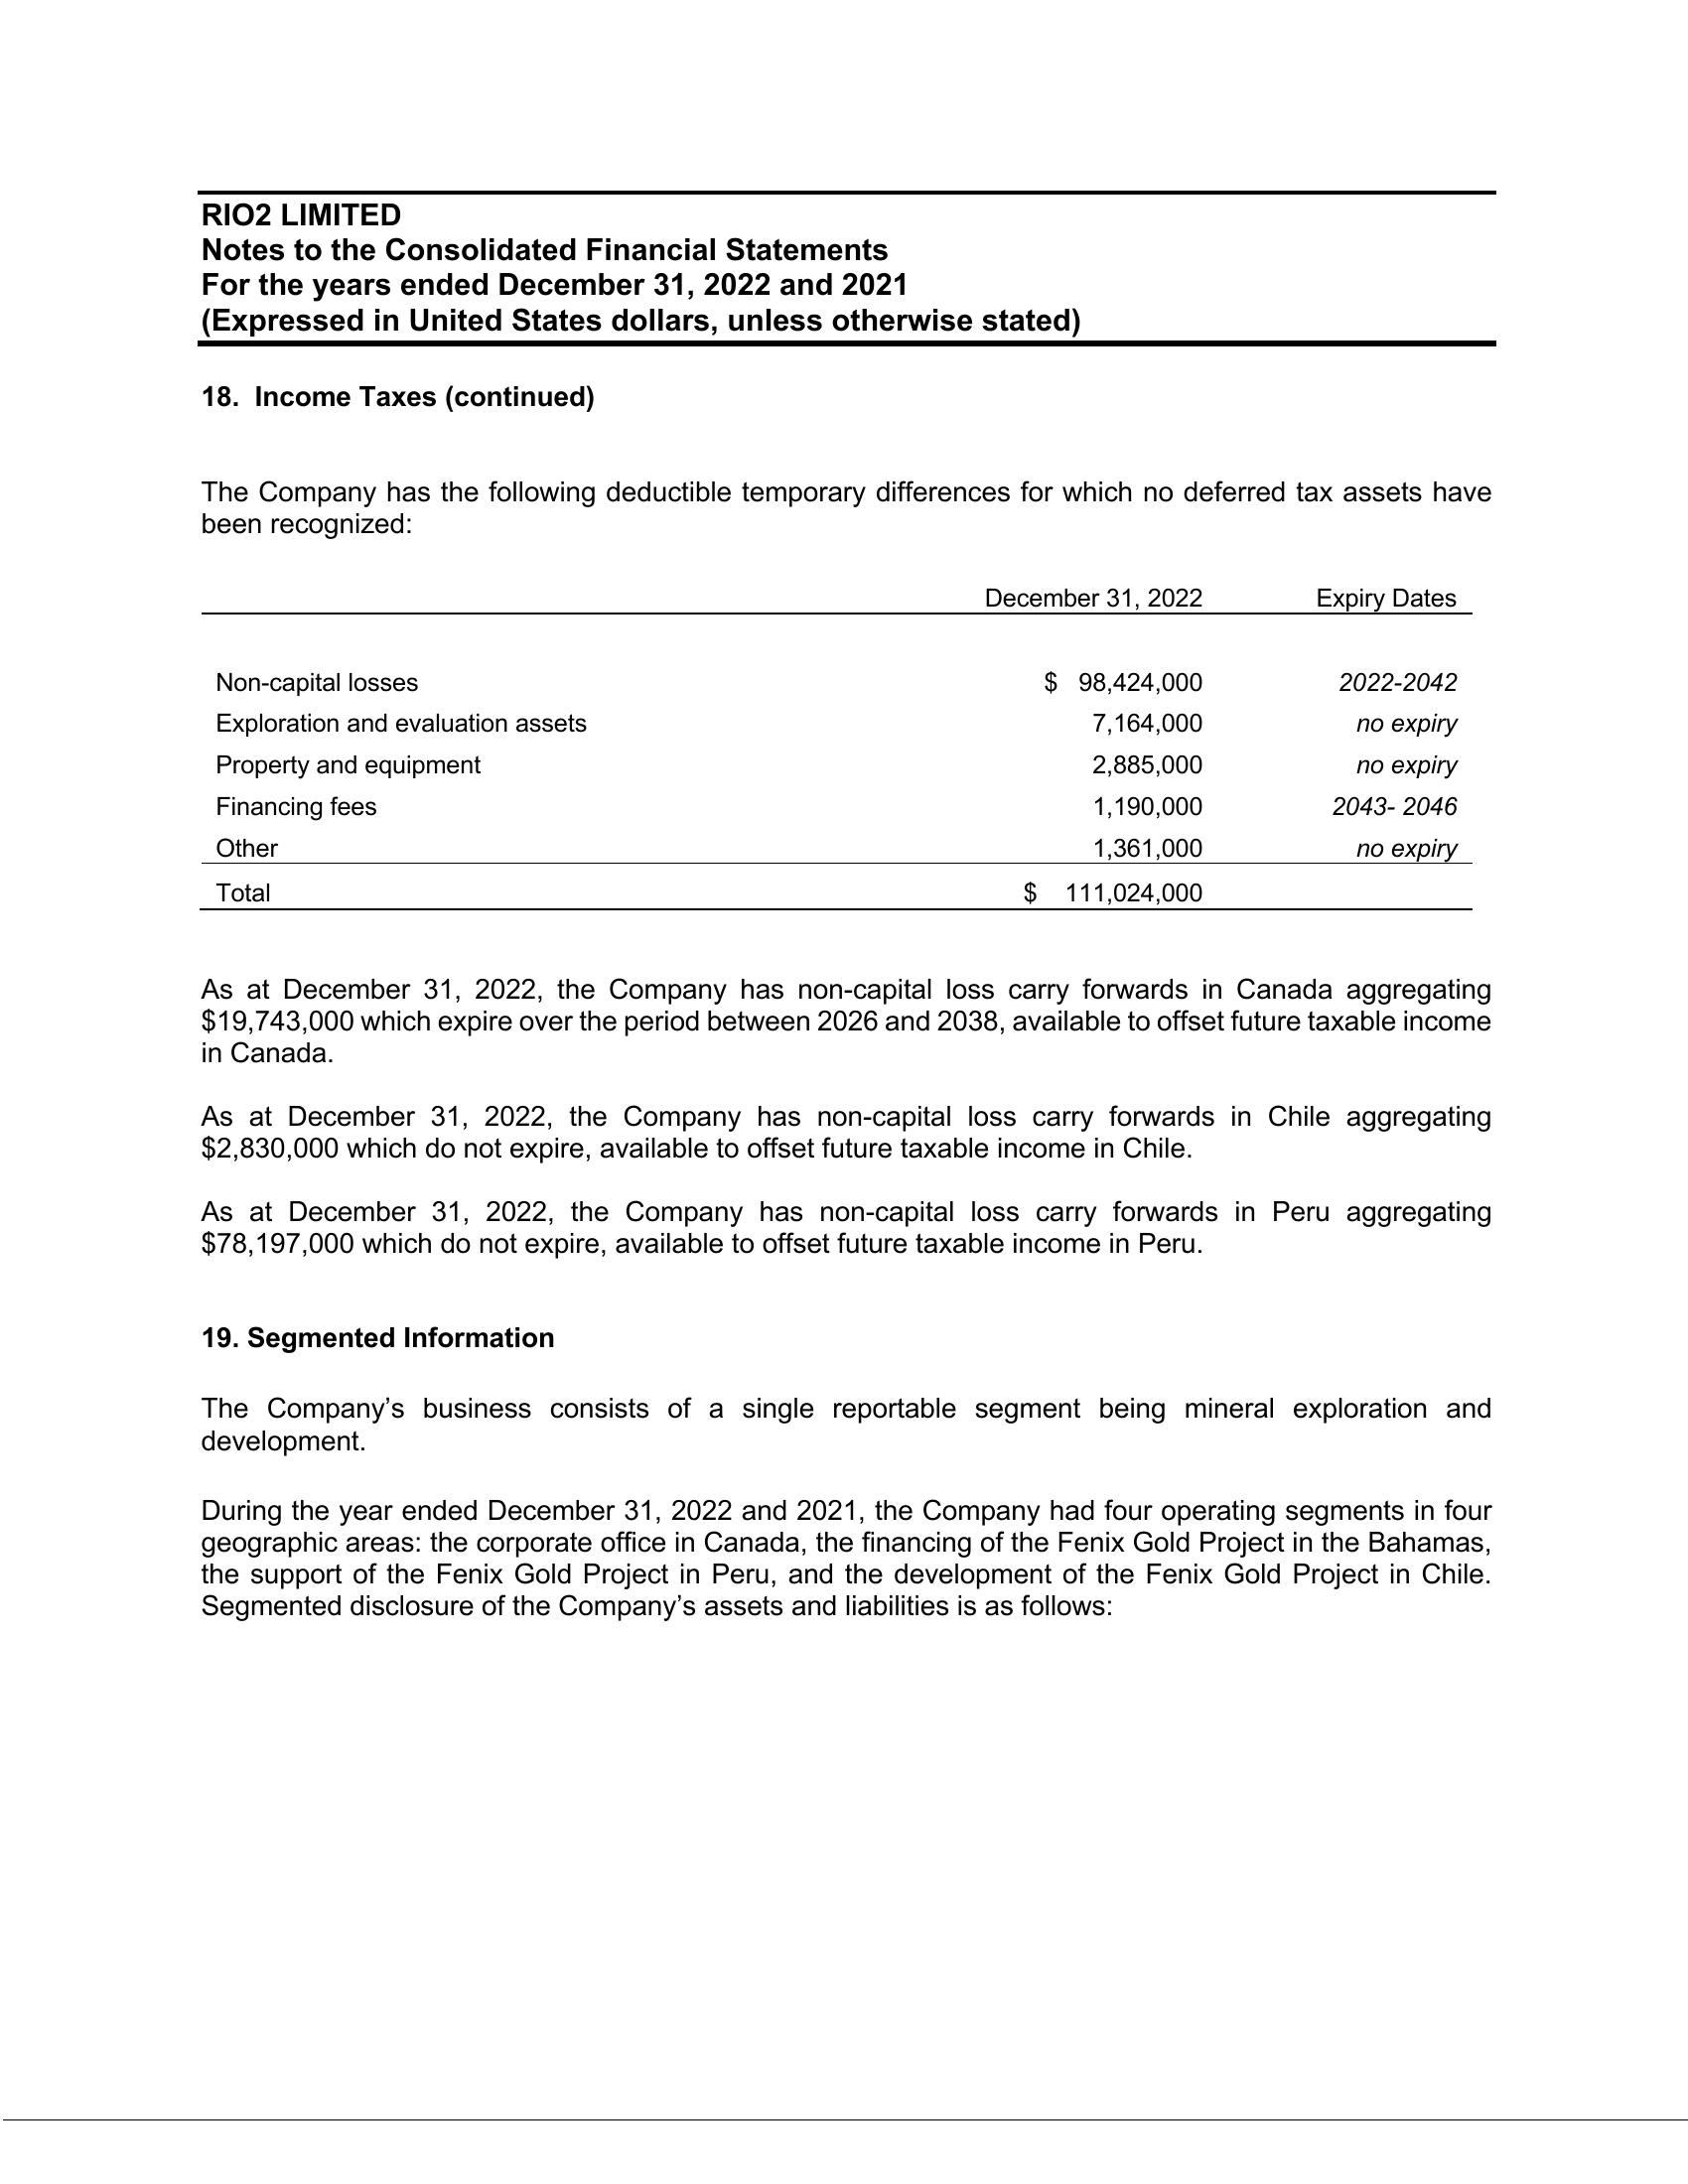 RIO2 LIMITED
Notes to the Consolidated Financial Statements
For the years ended December 31, 2022 and 2021
(Expressed in United States dollars, unless otherwise stated)
18. Income Taxes (continued)
The Company has the following deductible temporary differences for which no deferred tax assets have
been recognized:
December 31, 2022 Expiry Dates
Non-capital losses $ 98,424,000 2022-2042
Exploration and evaluation assets 7,164,000 no expiry
Property and equipment 2,885,000 no expiry
Financing fees 1,190,000 2043- 2046
Other 1,361,000 no expiry
Total $ 111,024,000
As at December 31, 2022, the Company has non-capital loss carry forwards in Canada aggregating
$19,743,000 which expire over the period between 2026 and 2038, available to offset future taxable income
in Canada.
As at December 31, 2022, the Company has non-capital loss carry forwards in Chile aggregating
$2,830,000 which do not expire, available to offset future taxable income in Chile.
As at December 31, 2022, the Company has non-capital loss carry forwards in Peru aggregating
$78,197,000 which do not expire, available to offset future taxable income in Peru.
19. Segmented Information
The Company’s business consists of a single reportable segment being mineral exploration and
development.
During the year ended December 31, 2022 and 2021, the Company had four operating segments in four
geographic areas: the corporate office in Canada, the financing of the Fenix Gold Project in the Bahamas,
the support of the Fenix Gold Project in Peru, and the development of the Fenix Gold Project in Chile.
Segmented disclosure of the Company’s assets and liabilities is as follows: